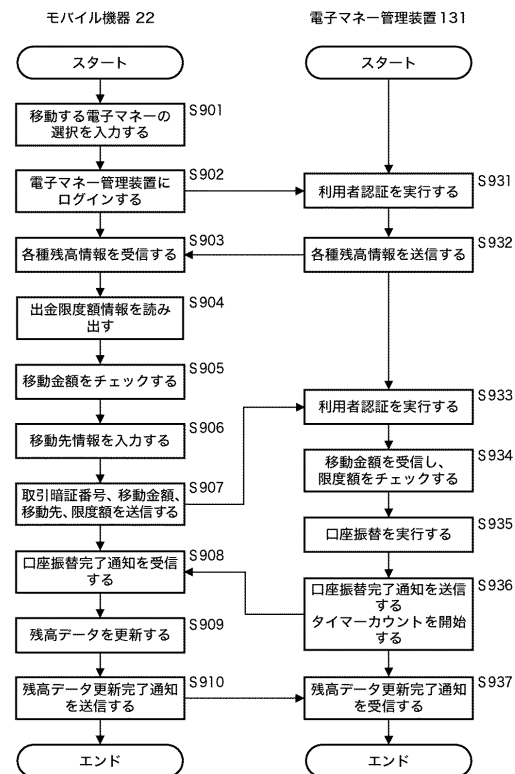 モバイル機器 22
スタート
移動する電子マネーの
選択を入力する
S901
電子マネー管理装置に
ログインする
S902
各種残高情報を受信する
S903
出金限度額情報を読み
出す
S904
移動金額をチェックする
S905
移動先情報を入力する
S906
取引暗証番号、移動金額、
移動先、限度額を送信する
S907
口座振替完了通知を受信
する
S908
残高データを更新する
S909
残高データ更新完了通知
を送信する
S910
エンド
電子マネー管理装置 131
スタート
利用者認証を実行する
S931
各種残高情報を送信する
S932
利用者認証を実行する
S933
移動金額を受信し、
限度額をチェックする
S934
口座振替を実行する
S935
口座振替完了通知を送信
する
タイマーカウントを開始
する
S936
残高データ更新完了通知
を受信する
S937
エンド